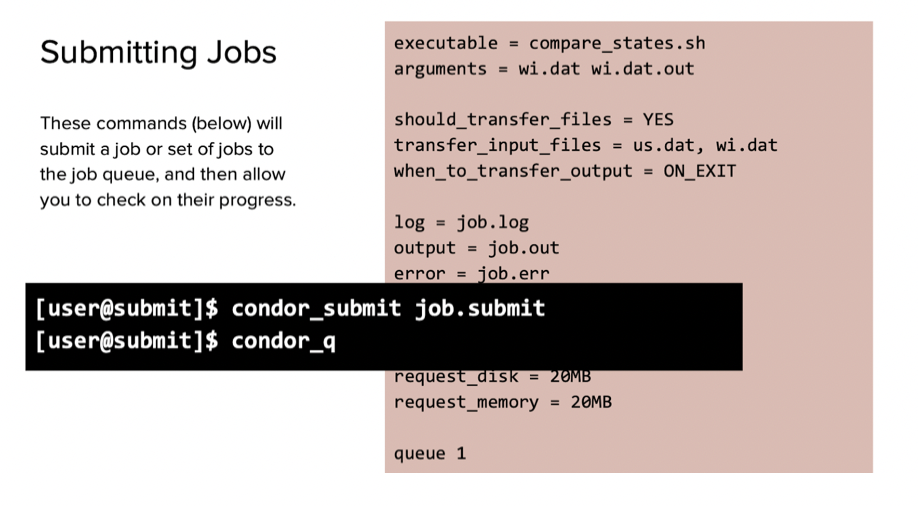 Submitting Jobs
These commands (below) will
submit a job or set of jobs to
the job queue, and then allow
you to check on their progress.
executable = compare_states.sh
arguments = wi.dat wi.dat.out
should_transfer_files = YES
transfer_input_files = us.dat, wi.dat
when_to_transfer_output = ON_EXIT
log = job.log
output = job.out
error = job.err
[user@submit]$ condor_submit job.submit
[user@submit]$ condor_q
request_disk = 20MB
request_memory = 20MB
queue 1